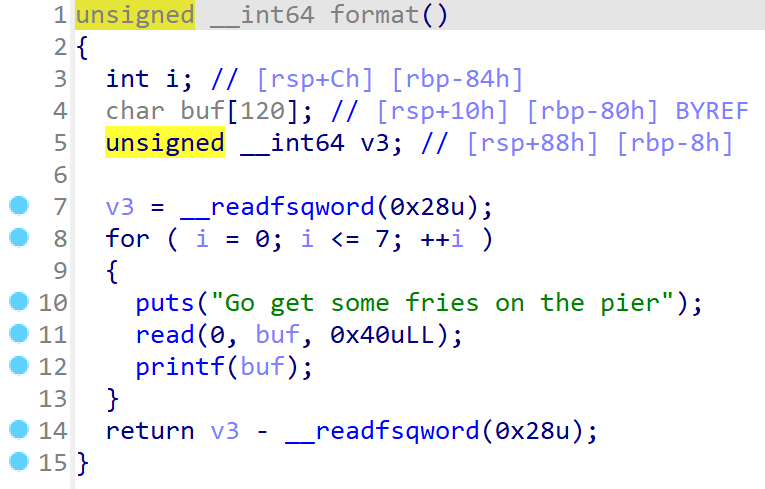 1 unsigned __int64 format()
2 {
3 int i; // [rsp+Ch] [rbp-84h]
4 char buf[120]; // [rsp+10h] [rbp-80h] BYREF
5 unsigned __int64 v3; // [rsp+88h] [rbp-8h]
6
7 v3 = __readfsqword(0x28u);
8 for ( i = 0; i <= 7; ++i )
9 {
10 puts("Go get some fries on the pier");
11 read(0, buf, 0x40uLL);
12 printf(buf);
13 }
14 return v3 - __readfsqword(0x28u);
15 }